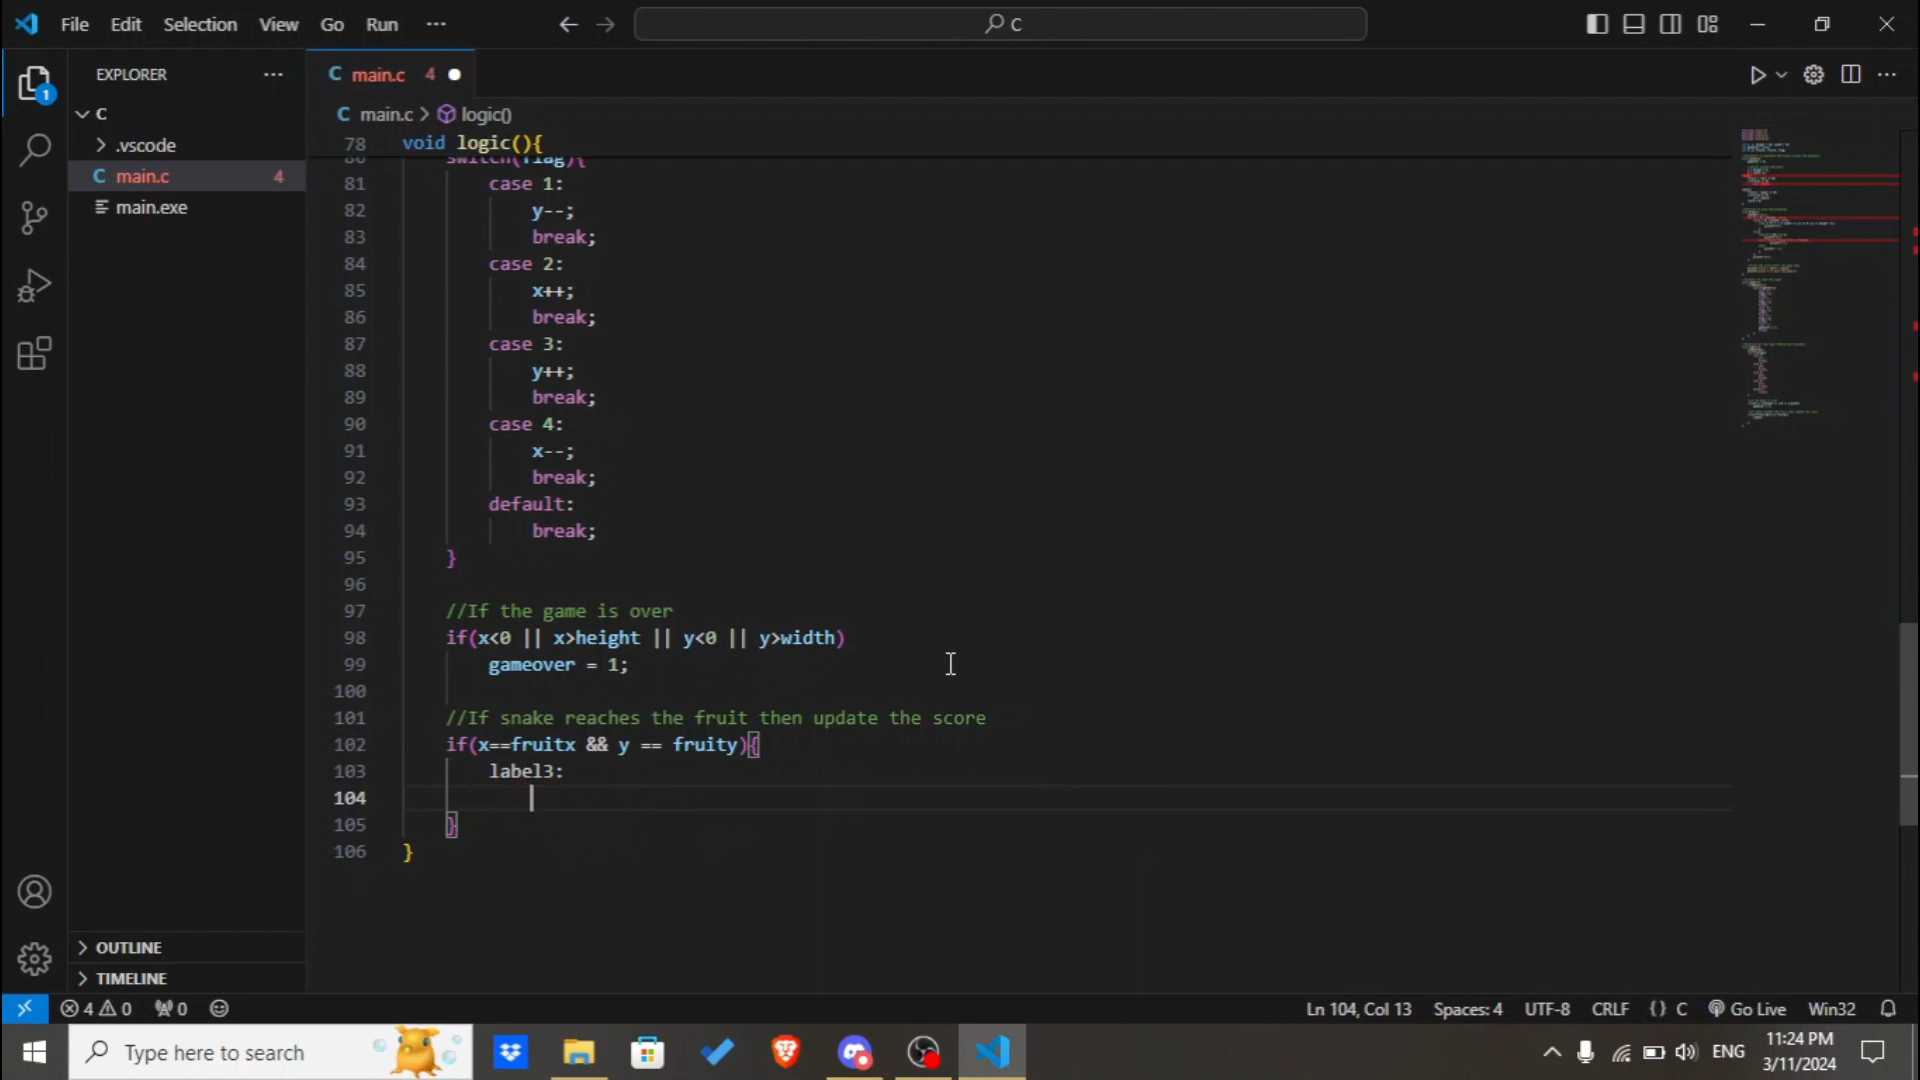 File Edit Selection View Go Run ···
C
EXPLORER ···
C main.c 4
C
.vscode
C main.c 4
main.exe
C main.c > logic()
78 void logic(){
80 switch(flag){
81 case 1:
82 y--;
83 break;
84 case 2:
85 x++;
86 break;
87 case 3:
88 y++;
89 break;
90 case 4:
91 x--;
92 break;
93 default:
94 break;
95 }
96
97 //If the game is over
98 if(x<0 || x>height || y<0 || y>width)
99 gameover = 1;
100
101 //If snake reaches the fruit then update the score
102 if(x==fruitx && y == fruity){
103 label3:
104
105 }
106 }
1
OUTLINE
TIMELINE
4 0 0
Ln 104, Col 13 Spaces: 4 UTF-8 CRLF {} C Go Live Win32
Type here to search
ENG
11:24 PM
3/11/2024